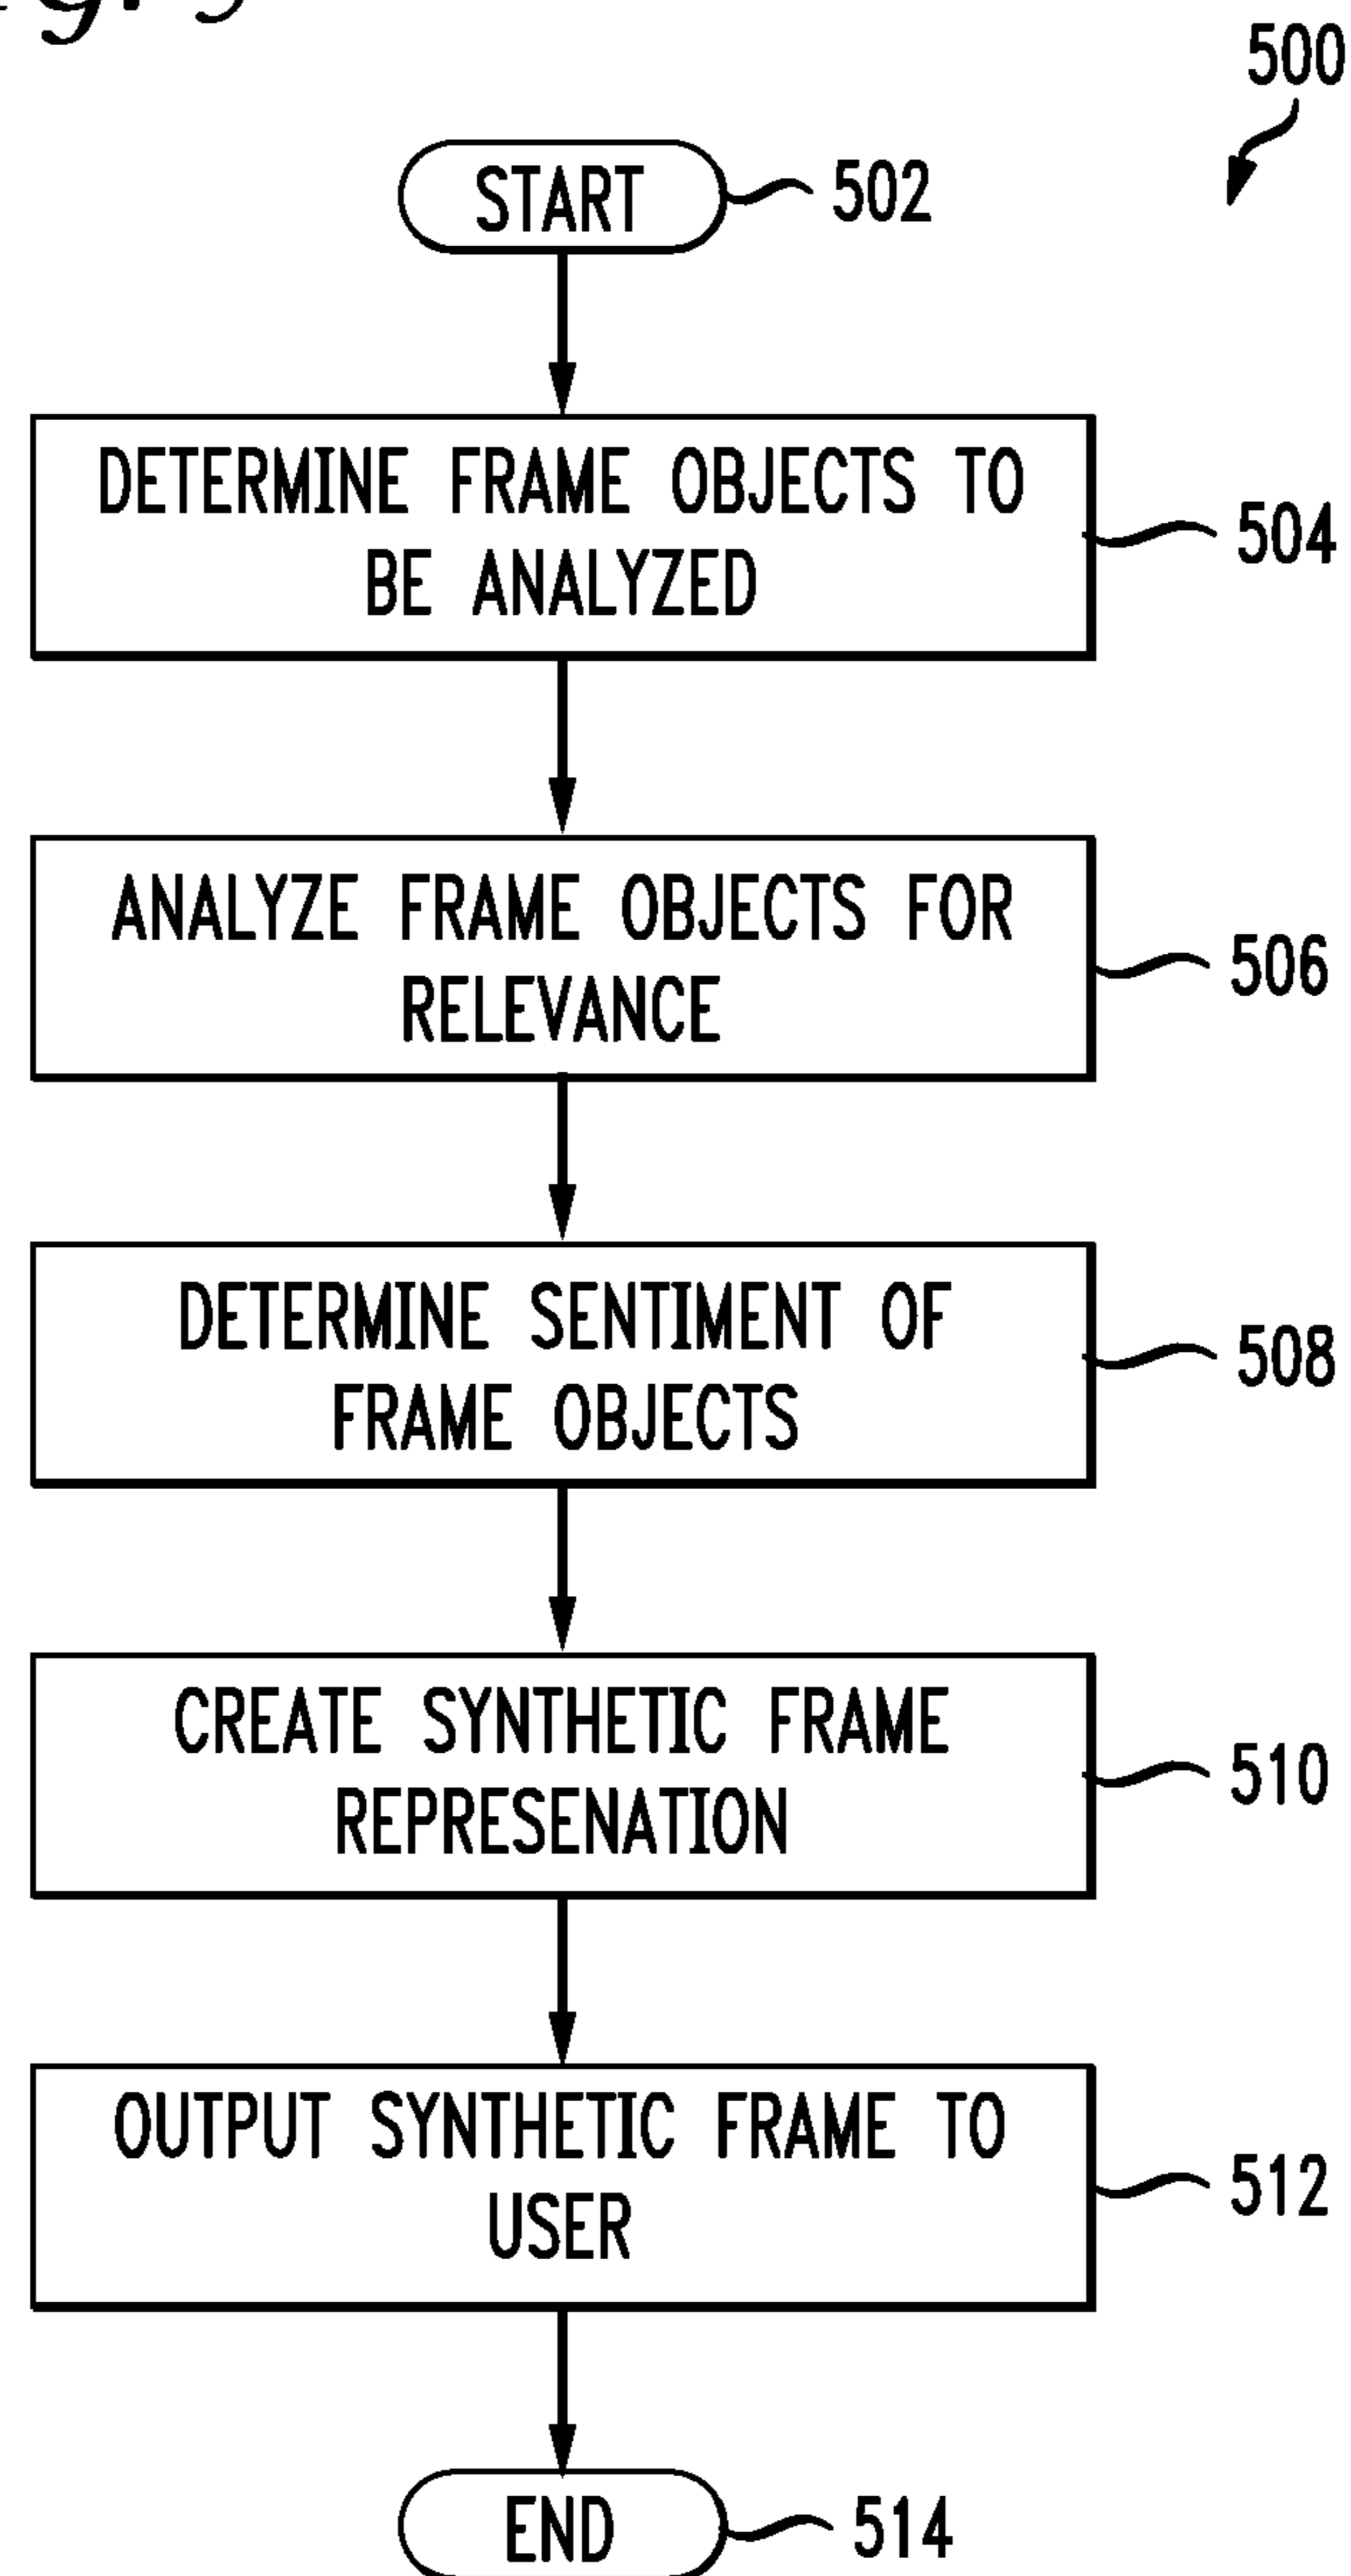 500
START
502
DETERMINE FRAME OBJECTS TO
BE ANALYZED
504
ANALYZE FRAME OBJECTS FOR
RELEVANCE
506
DETERMINE SENTIMENT OF
FRAME OBJECTS
508
CREATE SYNTHETIC FRAME
REPRESENATION
510
OUTPUT SYNTHETIC FRAME TO
USER
512
END
514